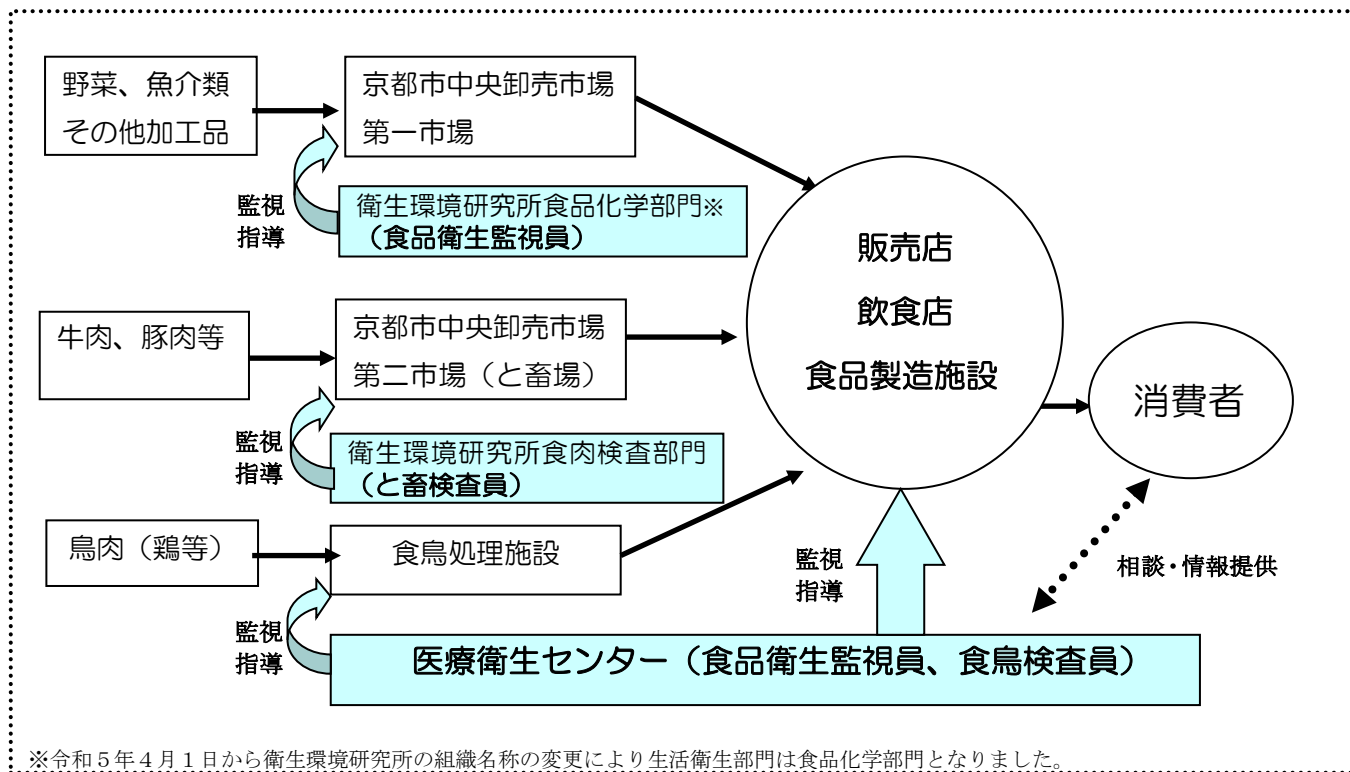 野菜、魚介類
その他加工品
京都市中央卸売市場
第一市場
監視
指導
衛生環境研究所食品化学部門※
（食品衛生監視員）
牛肉、豚肉等
京都市中央卸売市場
第二市場（と畜場）
監視
指導
衛生環境研究所食肉検査部門
（と畜検査員）
鳥肉（鶏等）
食鳥処理施設
監視
指導
医療衛生センター（食品衛生監視員、食鳥検査員）
監視
指導
販売店
飲食店
食品製造施設
消費者
相談・情報提供
※令和５年４月１日から衛生環境研究所の組織名称の変更により生活衛生部門は食品化学部門となりました。